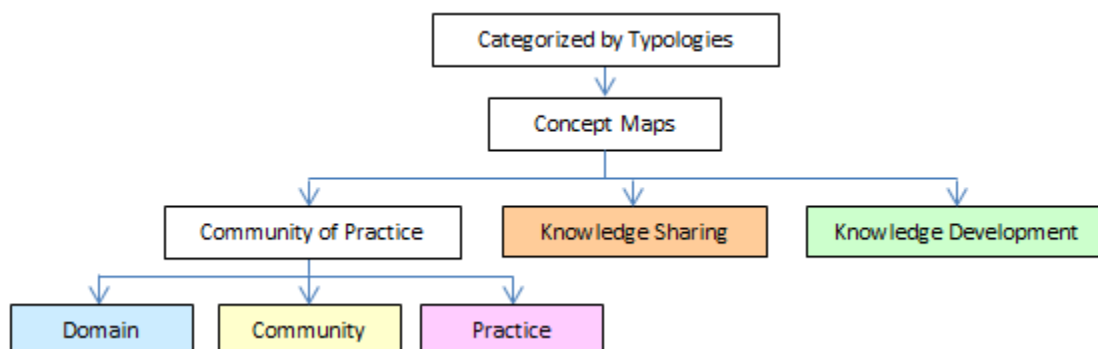 Categorized by Typologies
Concept Maps
Community of Practice
Knowledge Sharing
Knowledge Development
Domain
Community
Practice